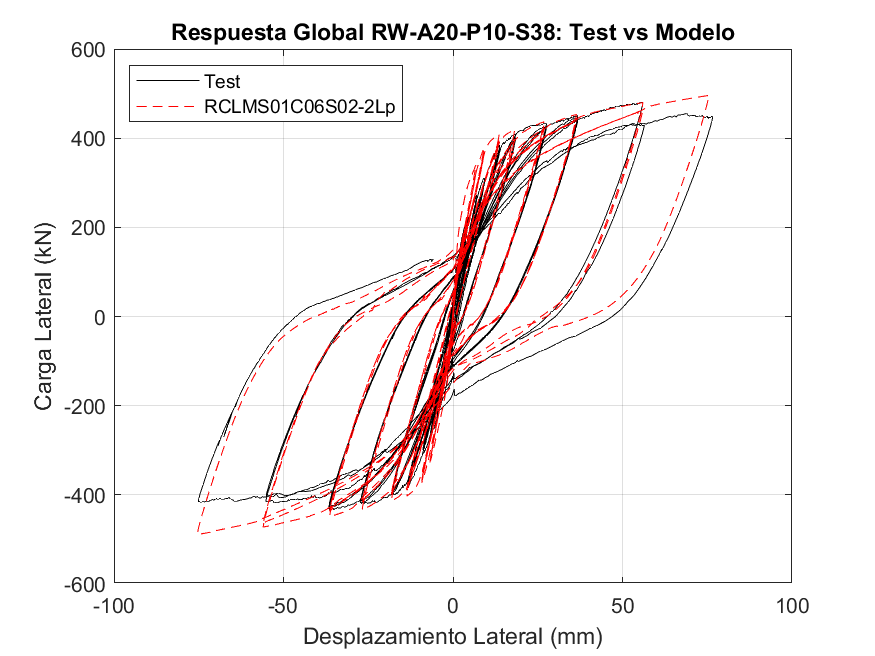 Respuesta Global RW-A20-P10-S38: Test vs Modelo
600
400
200
0
-200
-400
-600
Carga Lateral (kN)
Test
RCLMS01C06S02-2Lp
-100
-50
0
50
100
Desplazamiento Lateral (mm)